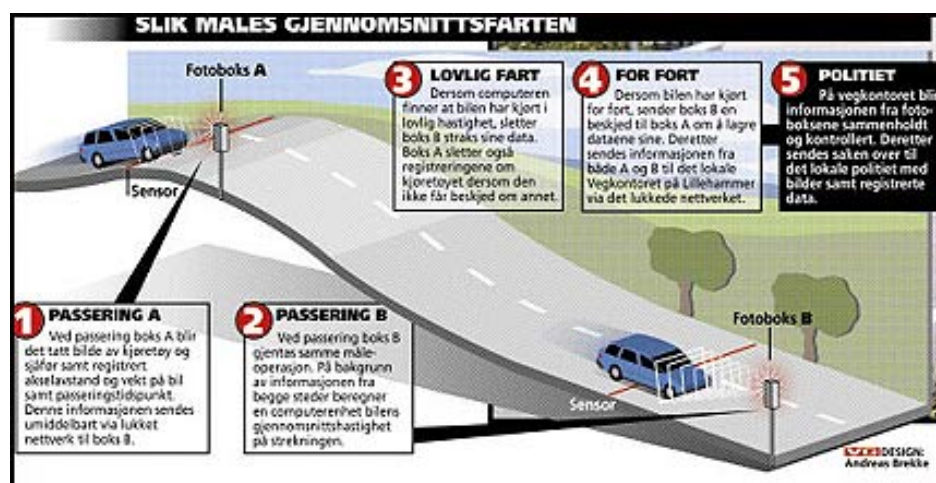 SLIK MÅLES GJENNOMSNITTSFARTEN
Fotoboks A
Sensor
1 PASSERING A
Ved passering boks A blir
det tatt bilde av kjøretøy og
sjåfør samt registrert
akselavstand og vekt på bil
samt passeringstidspunkt.
Denne informasjonen sendes
umiddelbart via lukket
nettverk til boks B.
2 PASSERING B
Ved passering boks B
gjentas samme måle-
operasjon. På bakgrunn
av informasjonen fra
begge steder beregner
en computerenhet bilens
gjennomsnittshastighet
på strekningen.
3 LOVLIG FART
Dersom computeren
finner at bilen har kjørt i
lovlig hastighet, sletter
boks B straks sine data.
Boks A sletter også
registreringene om
kjøretøyet dersom den
ikke får beskjed om annet.
4 FOR FORT
Dersom bilen har kjørt
for fort, sender boks B en
beskjed til boks A om å lagre
dataene sine. Deretter
sendes informasjonen fra
både A og B til det lokale
Vegkontoret på Lillehammer
via det lukkede nettverket.
5 POLITIET
På vegkontoret blir
informasjonen fra foto-
boksene sammenholdt
og kontrollert. Deretter
sendes saken over til
det lokale politiet med
bilder samt registrerte
data.
Fotoboks B
Sensor
VG DESIGN:
Andreas Brekke